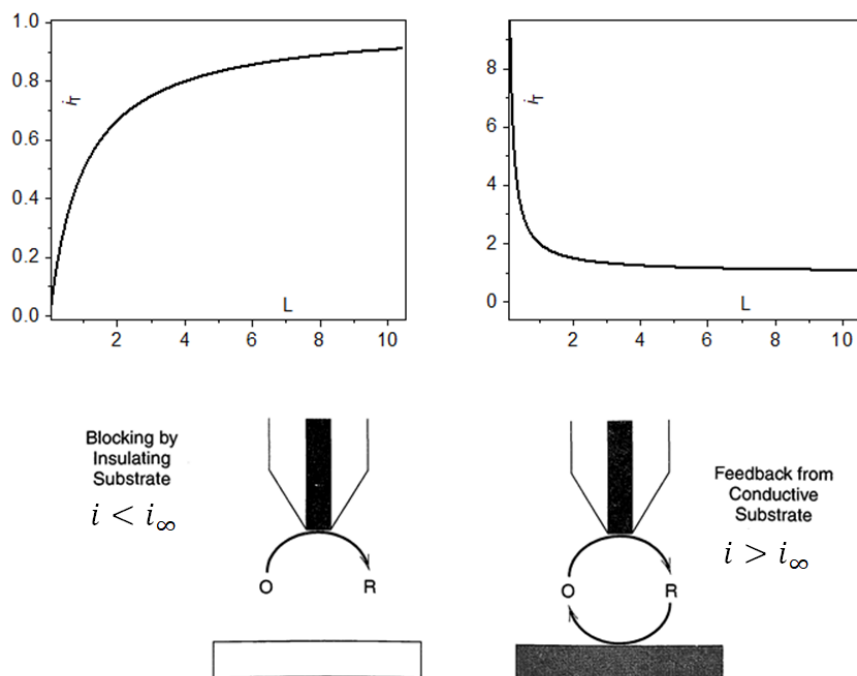 1.0
0.8
0.6
0.4
0.2
0.0
i_T
L
2
4
6
8
10
8
6
4
2
0
i_T
L
2
4
6
8
10
Blocking by
Insulating
Substrate
i < i_∞
O
R
Feedback from
Conductive
Substrate
i > i_∞
O
R